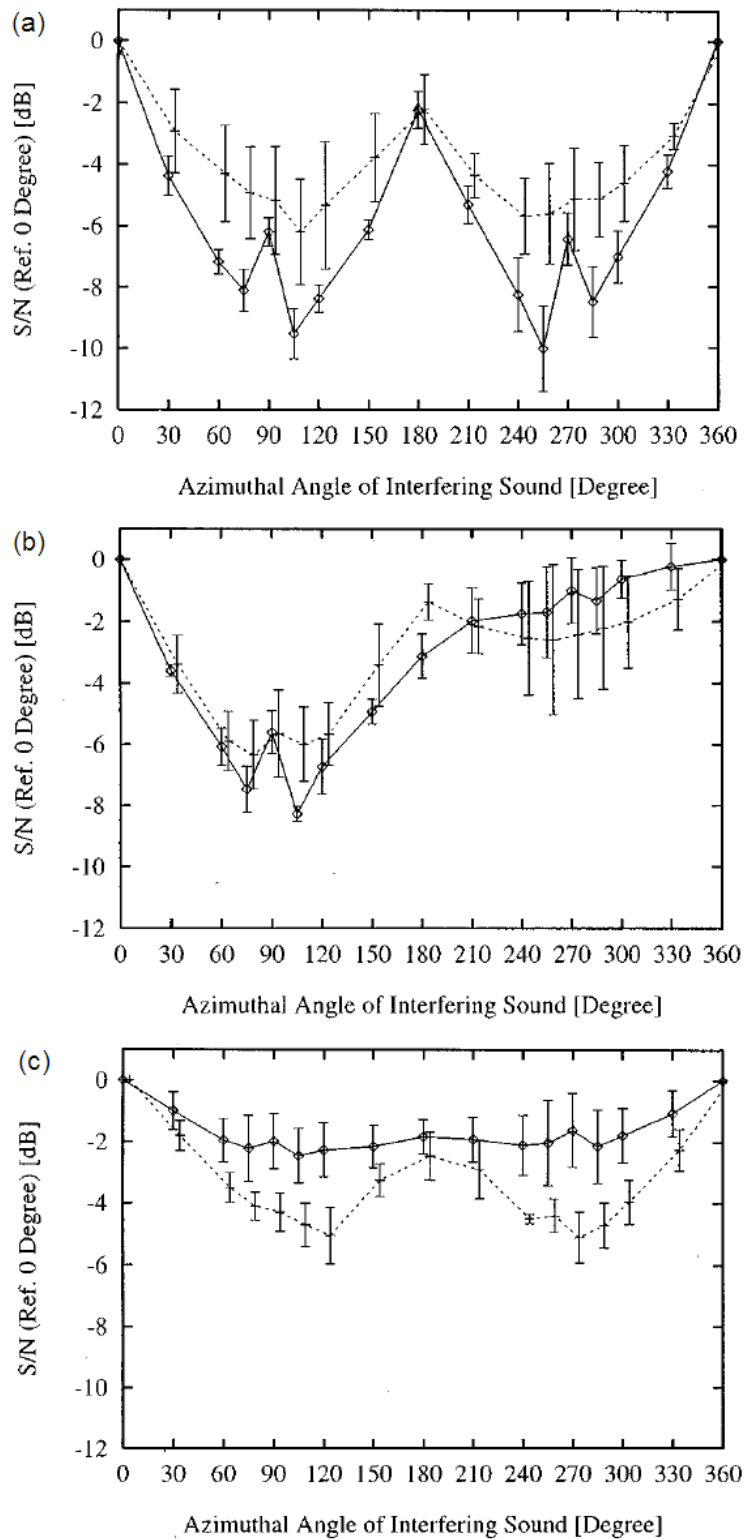 (a)
0
-2
-4
-6
-8
-10
-12
S/N (Ref. 0 Degree) [dB]
0 30 60 90 120 150 180 210 240 270 300 330 360
Azimuthal Angle of Interfering Sound [Degree]
(b)
0
-2
-4
-6
-8
-10
-12
S/N (Ref. 0 Degree) [dB]
0 30 60 90 120 150 180 210 240 270 300 330 360
Azimuthal Angle of Interfering Sound [Degree]
(c)
0
-2
-4
-6
-8
-10
-12
S/N (Ref. 0 Degree) [dB]
0 30 60 90 120 150 180 210 240 270 300 330 360
Azimuthal Angle of Interfering Sound [Degree]